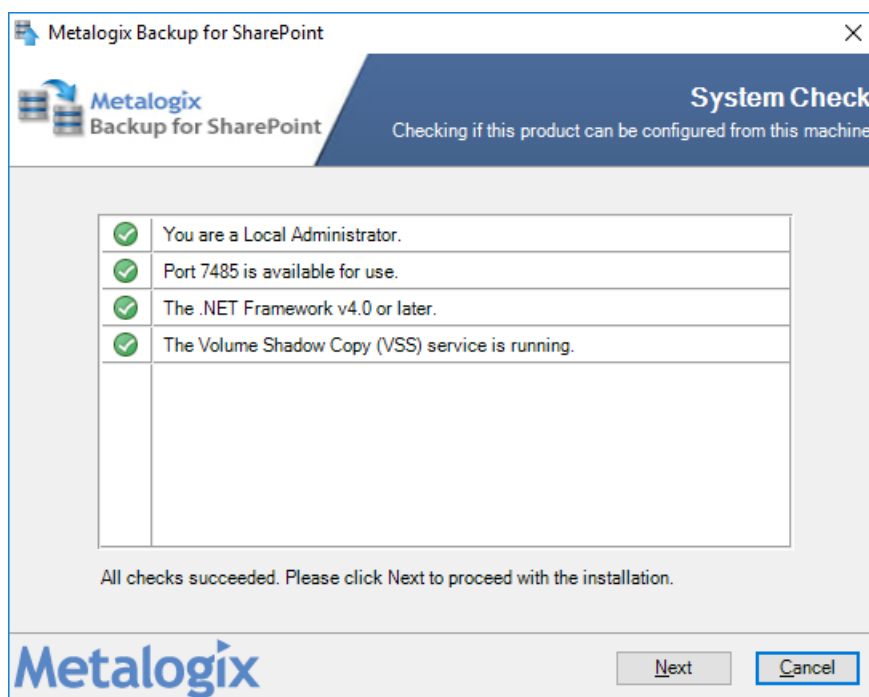 Metalogix Backup for SharePoint
Metalogix
Backup for SharePoint
System Check
Checking if this product can be configured from this machine
You are a Local Administrator.
Port 7485 is available for use.
The .NET Framework v4.0 or later.
The Volume Shadow Copy (VSS) service is running.
All checks succeeded. Please click Next to proceed with the installation.
Metalogix
Next
Cancel